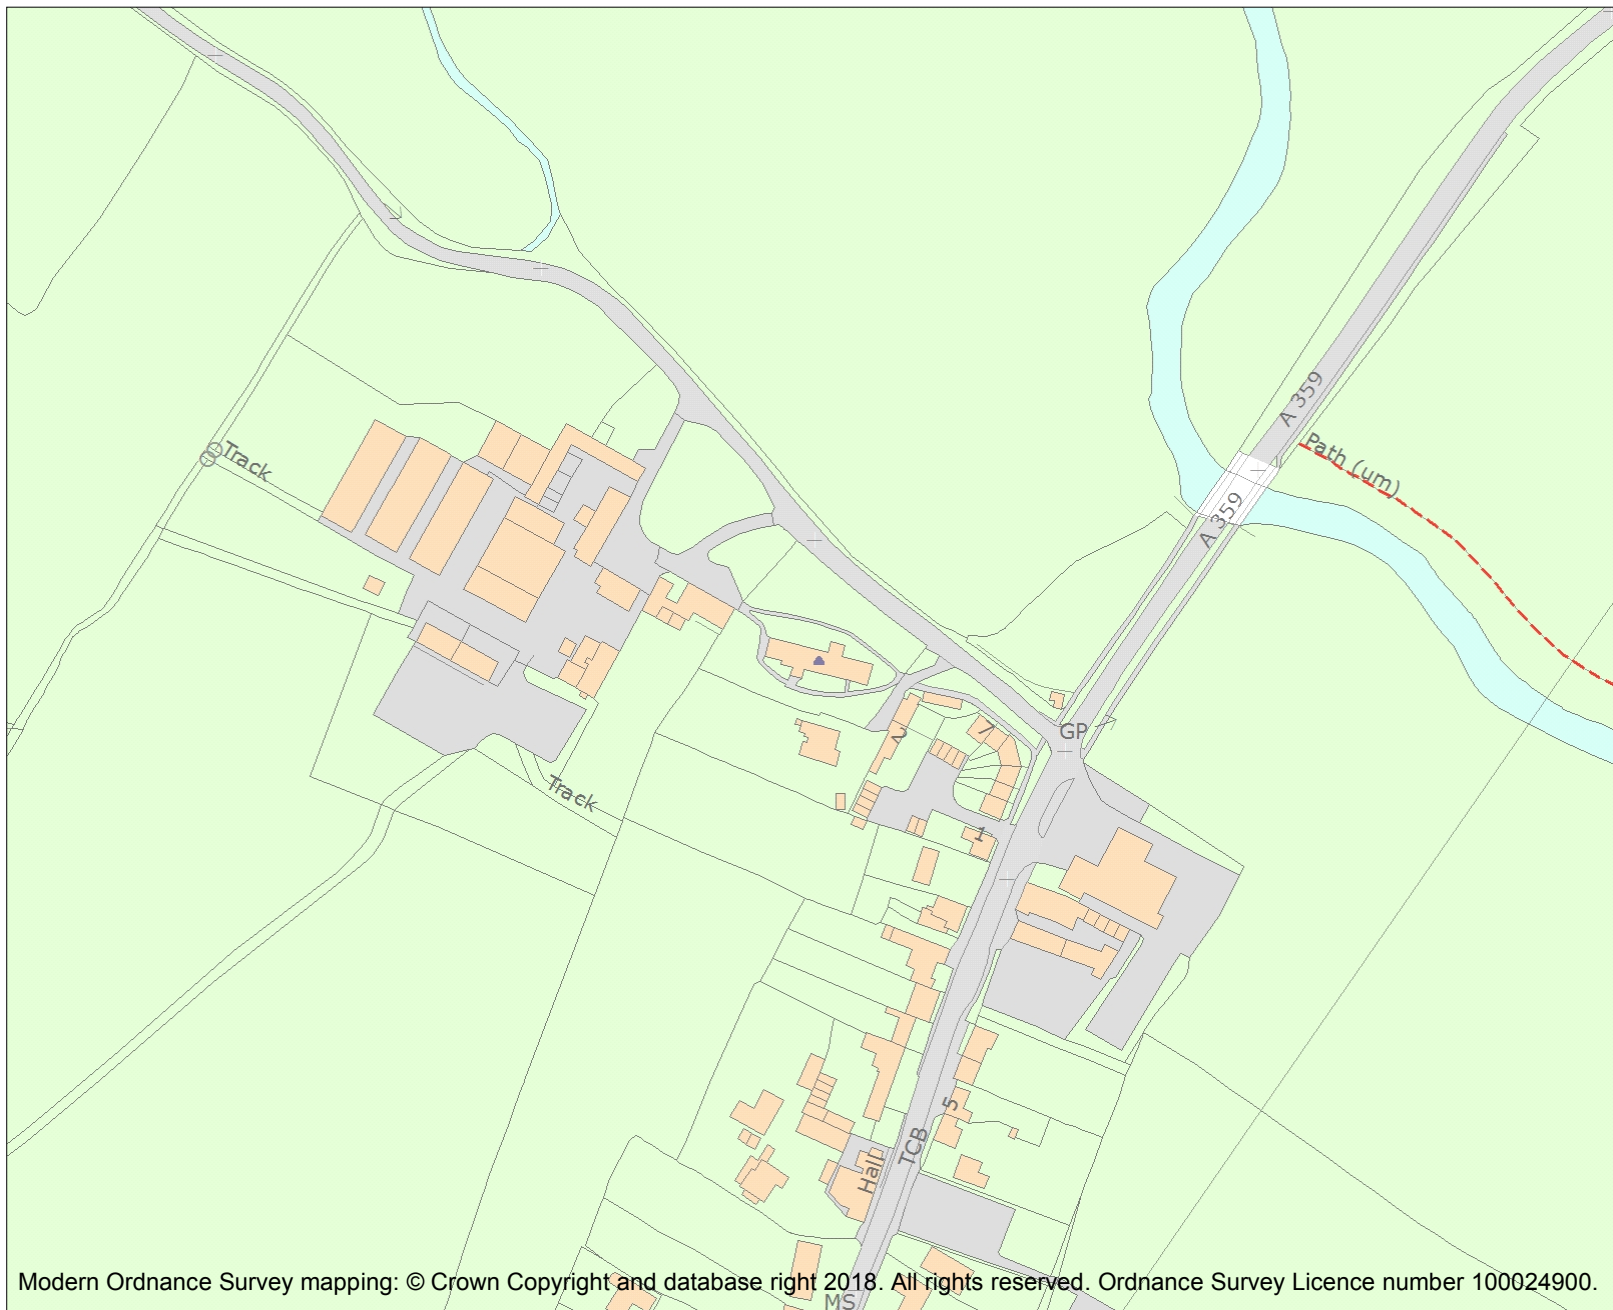 A 359
Track
Path (um)
A 359
GP
2
7
Track
1
5
TCB
Hall
Modern Ordnance Survey mapping: © Crown Copyright and database right 2018. All rights reserved. Ordnance Survey Licence number 100024900.
MS